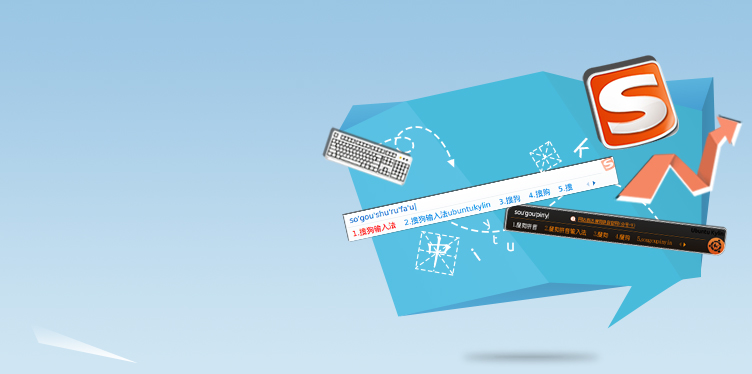 S
K
so'gou'shu'ru'fa'u
1.搜狗输入法 2.搜狗输入法ubuntukylin 3.搜狗 4.搜狗 5.搜
sou'gou'pin'yi
1.搜狗拼音 2.搜狗拼音输入法 3.搜狗 4.搜狗
中
i
t
y
u